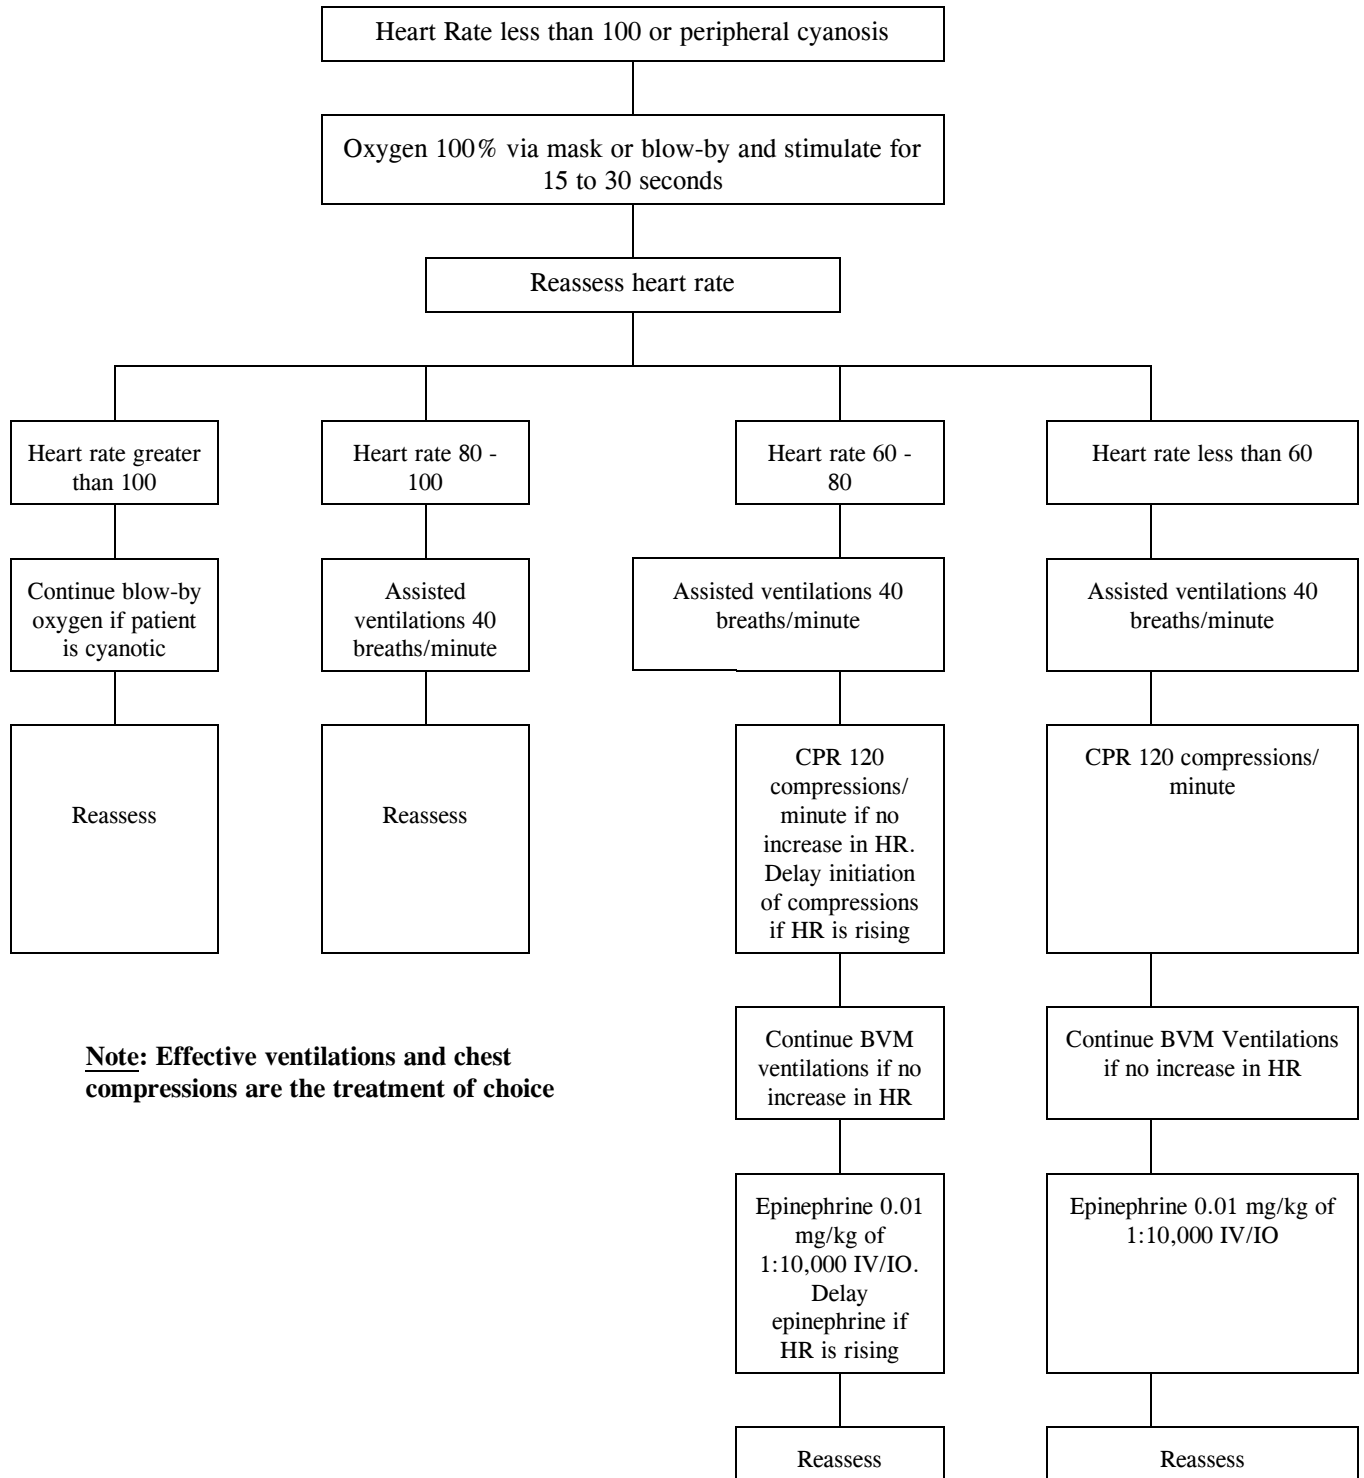 Heart Rate less than 100 or peripheral cyanosis
Oxygen 100% via mask or blow-by and stimulate for
15 to 30 seconds
Reassess heart rate
Heart rate greater
than 100
Heart rate 80 -
100
Heart rate 60 -
80
Heart rate less than 60
Continue blow-by
oxygen if patient
is cyanotic
Assisted
ventilations 40
breaths/minute
Assisted ventilations 40
breaths/minute
Assisted ventilations 40
breaths/minute
Reassess
Reassess
CPR 120
compressions/
minute if no
increase in HR.
Delay initiation
of compressions
if HR is rising
CPR 120 compressions/
minute
Note: Effective ventilations and chest
compressions are the treatment of choice
Continue BVM
ventilations if no
increase in HR
Continue BVM Ventilations
if no increase in HR
Epinephrine 0.01
mg/kg of
1:10,000 IV/IO.
Delay
epinephrine if
HR is rising
Epinephrine 0.01 mg/kg of
1:10,000 IV/IO
Reassess
Reassess